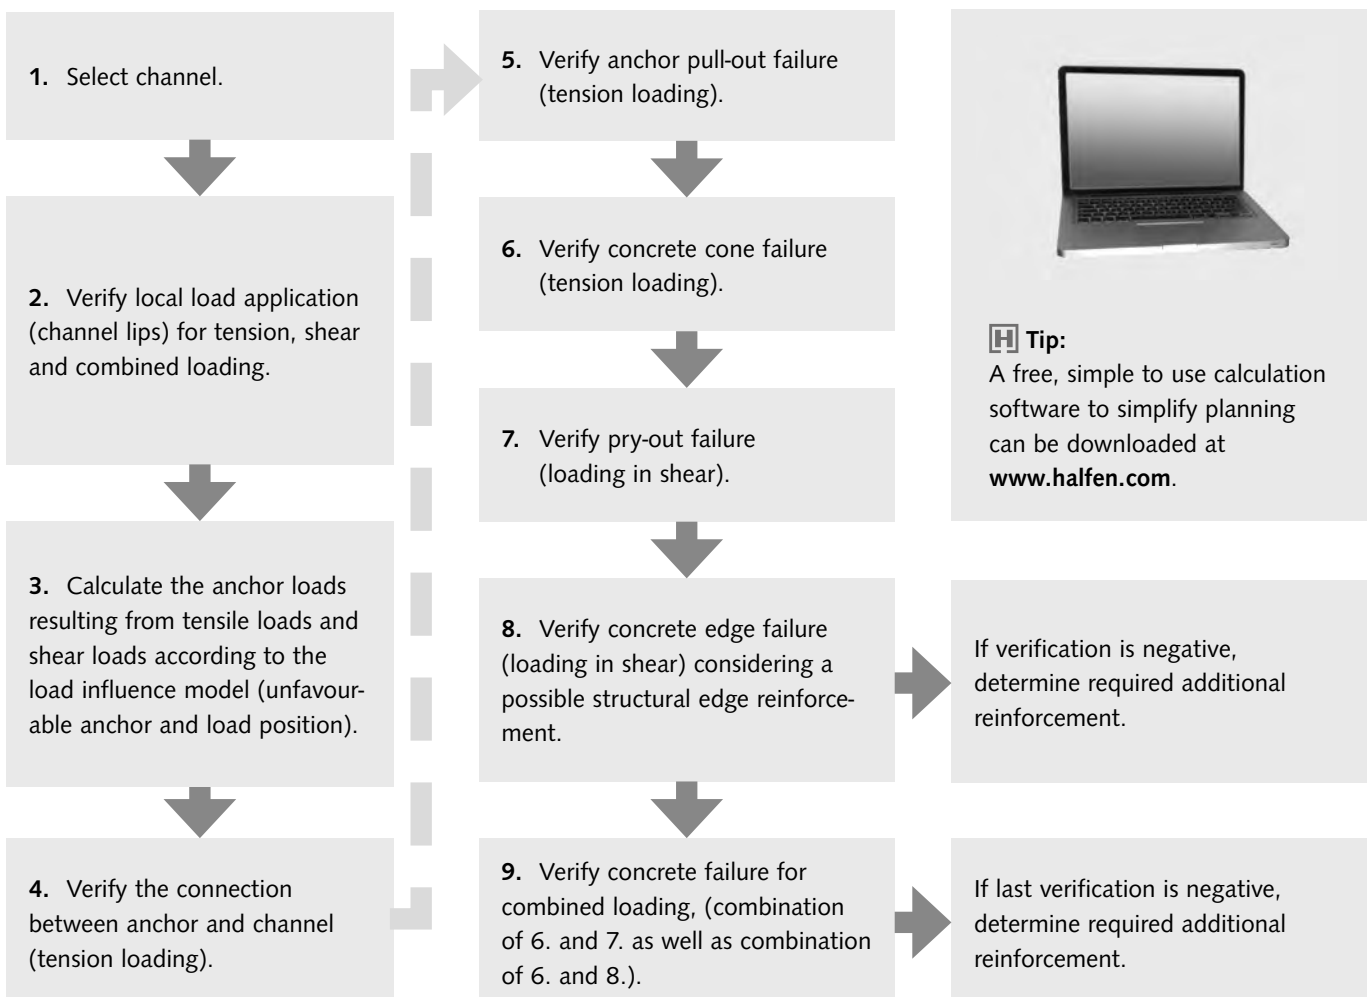 1. Select channel.
2. Verify local load application
(channel lips) for tension, shear
and combined loading.
3. Calculate the anchor loads
resulting from tensile loads and
shear loads according to the
load influence model (unfavour-
able anchor and load position).
4. Verify the connection
between anchor and channel
(tension loading).
5. Verify anchor pull-out failure
(tension loading).
6. Verify concrete cone failure
(tension loading).
7. Verify pry-out failure
(loading in shear).
8. Verify concrete edge failure
(loading in shear) considering a
possible structural edge reinforce-
ment.
If verification is negative,
determine required additional
reinforcement.
9. Verify concrete failure for
combined loading, (combination
of 6. and 7. as well as combination
of 6. and 8.).
If last verification is negative,
determine required additional
reinforcement.
H Tip:
A free, simple to use calculation
software to simplify planning
can be downloaded at
www.halfen.com.